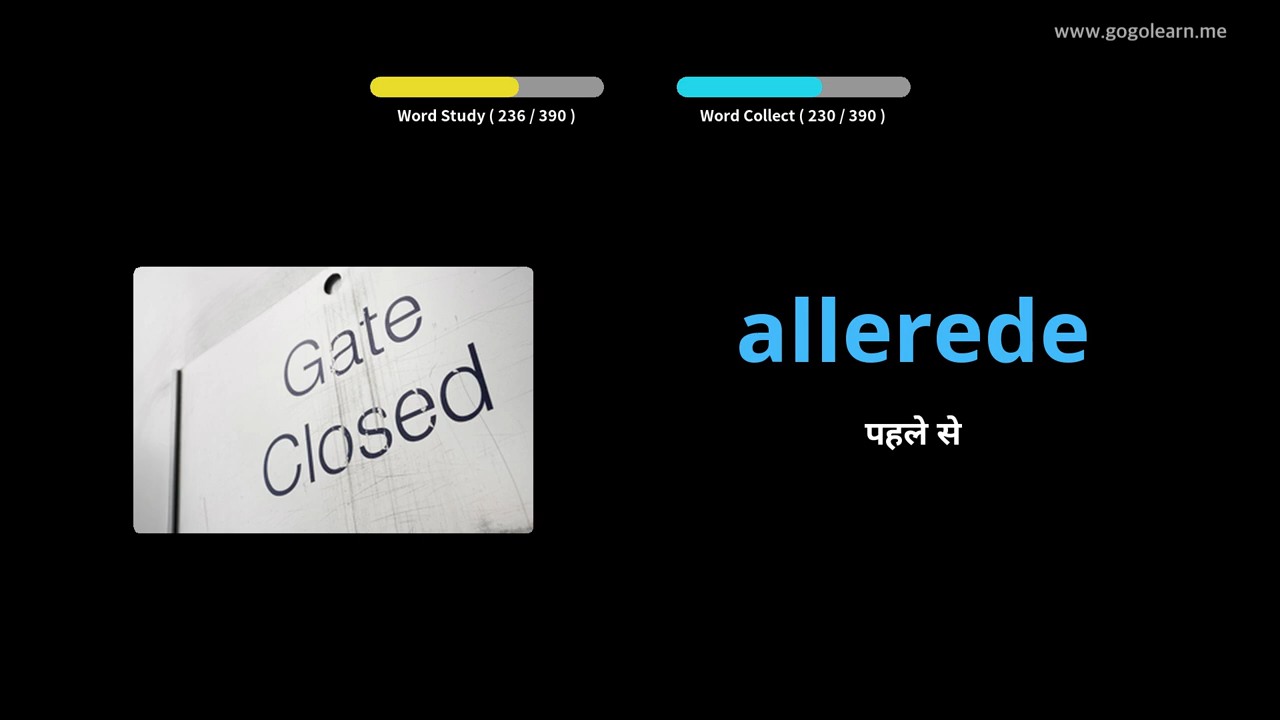 www.gogolearn.me
Word Study ( 236 / 390 )
Word Collect ( 230 / 390 )
Gate
Closed
allerede
पहले से